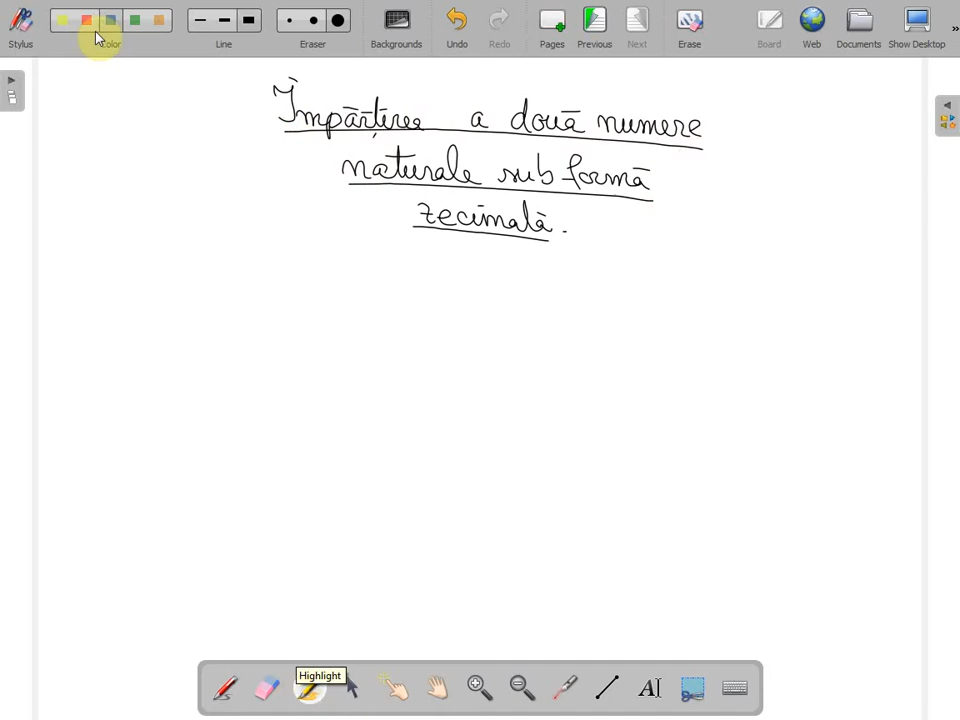 Stylus Color Line Eraser Backgrounds Undo Redo Pages Previous Next Erase Board Web Documents Show Desktop »
Împărțirea a două numere
naturale sub formă
zecimală.
Highlight
AI